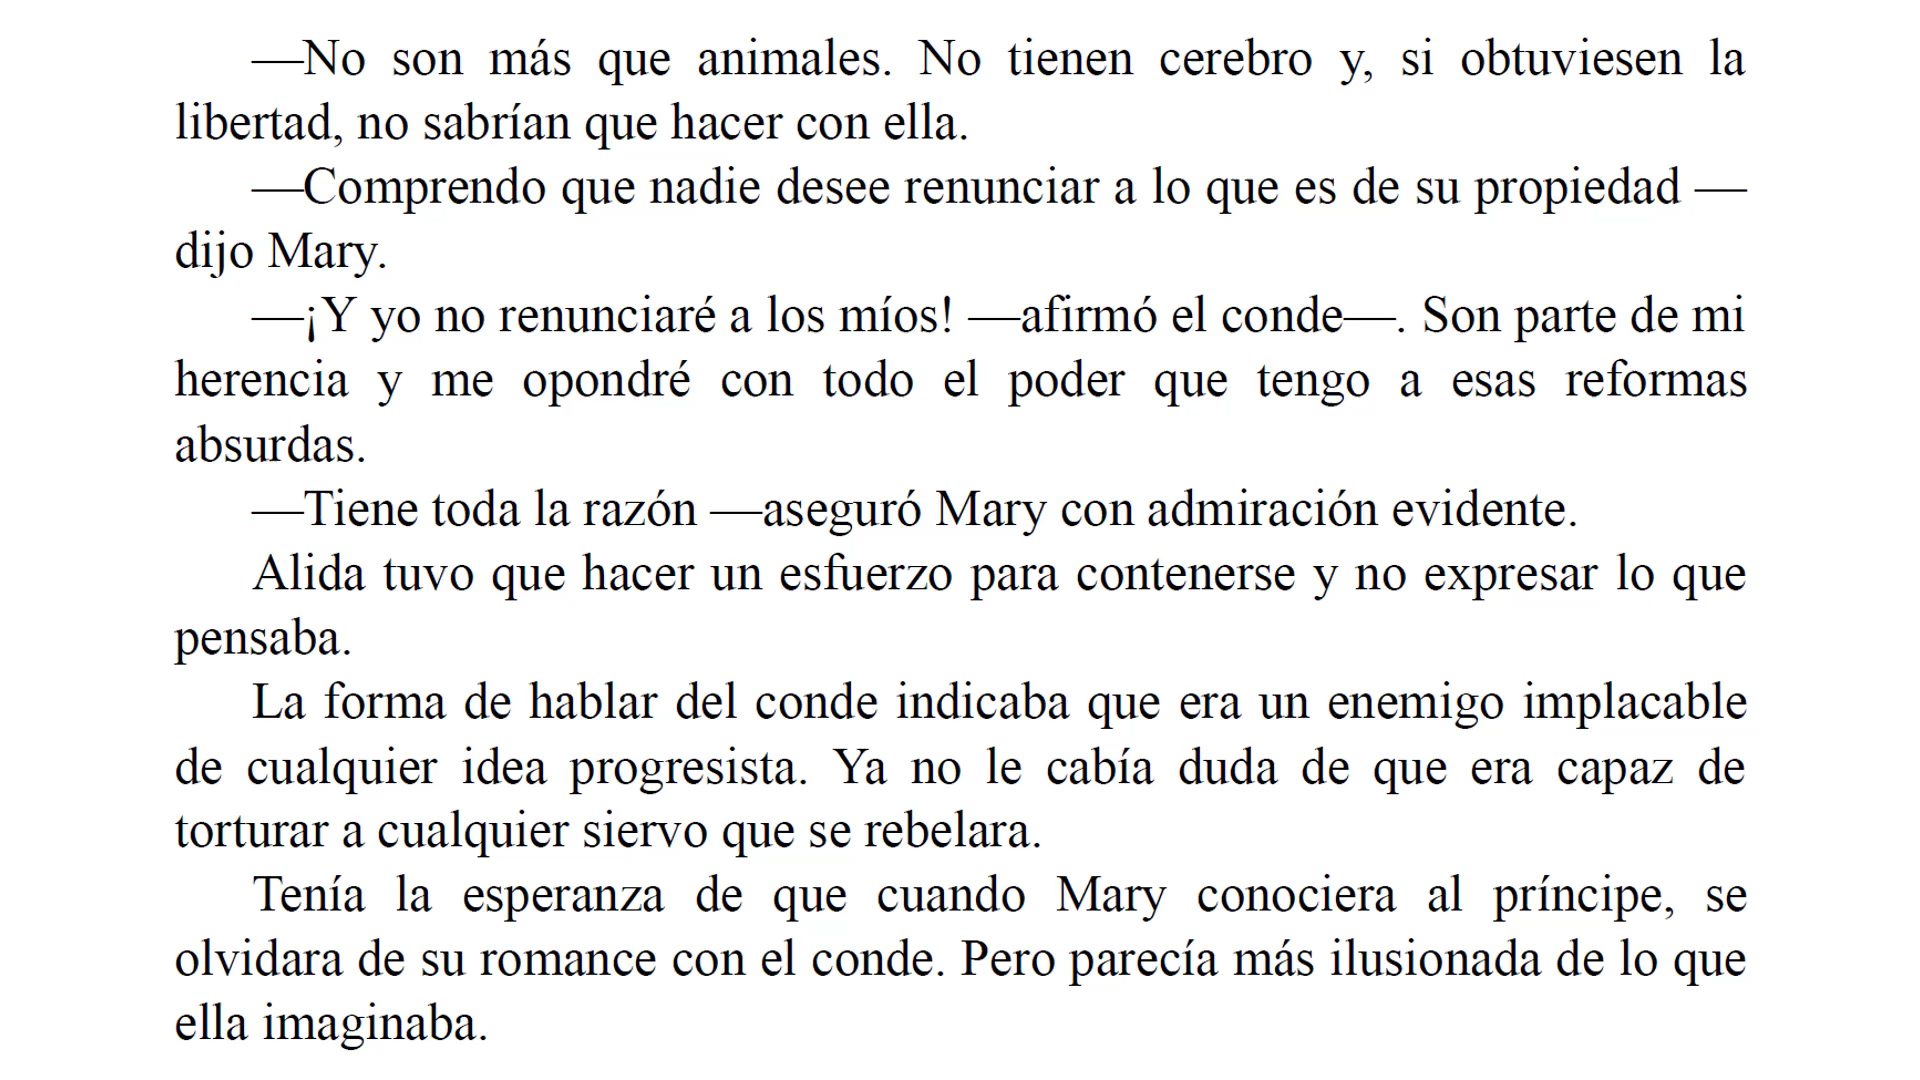 —No son más que animales. No tienen cerebro y, si obtuviesen la
libertad, no sabrían que hacer con ella.
—Comprendo que nadie desee renunciar a lo que es de su propiedad —
dijo Mary.
—¡Y yo no renunciaré a los míos! —afirmó el conde—. Son parte de mi
herencia y me opondré con todo el poder que tengo a esas reformas
absurdas.
—Tiene toda la razón —aseguró Mary con admiración evidente.
Alida tuvo que hacer un esfuerzo para contenerse y no expresar lo que
pensaba.
La forma de hablar del conde indicaba que era un enemigo implacable
de cualquier idea progresista. Ya no le cabía duda de que era capaz de
torturar a cualquier siervo que se rebelara.
Tenía la esperanza de que cuando Mary conociera al príncipe, se
olvidara de su romance con el conde. Pero parecía más ilusionada de lo que
ella imaginaba.